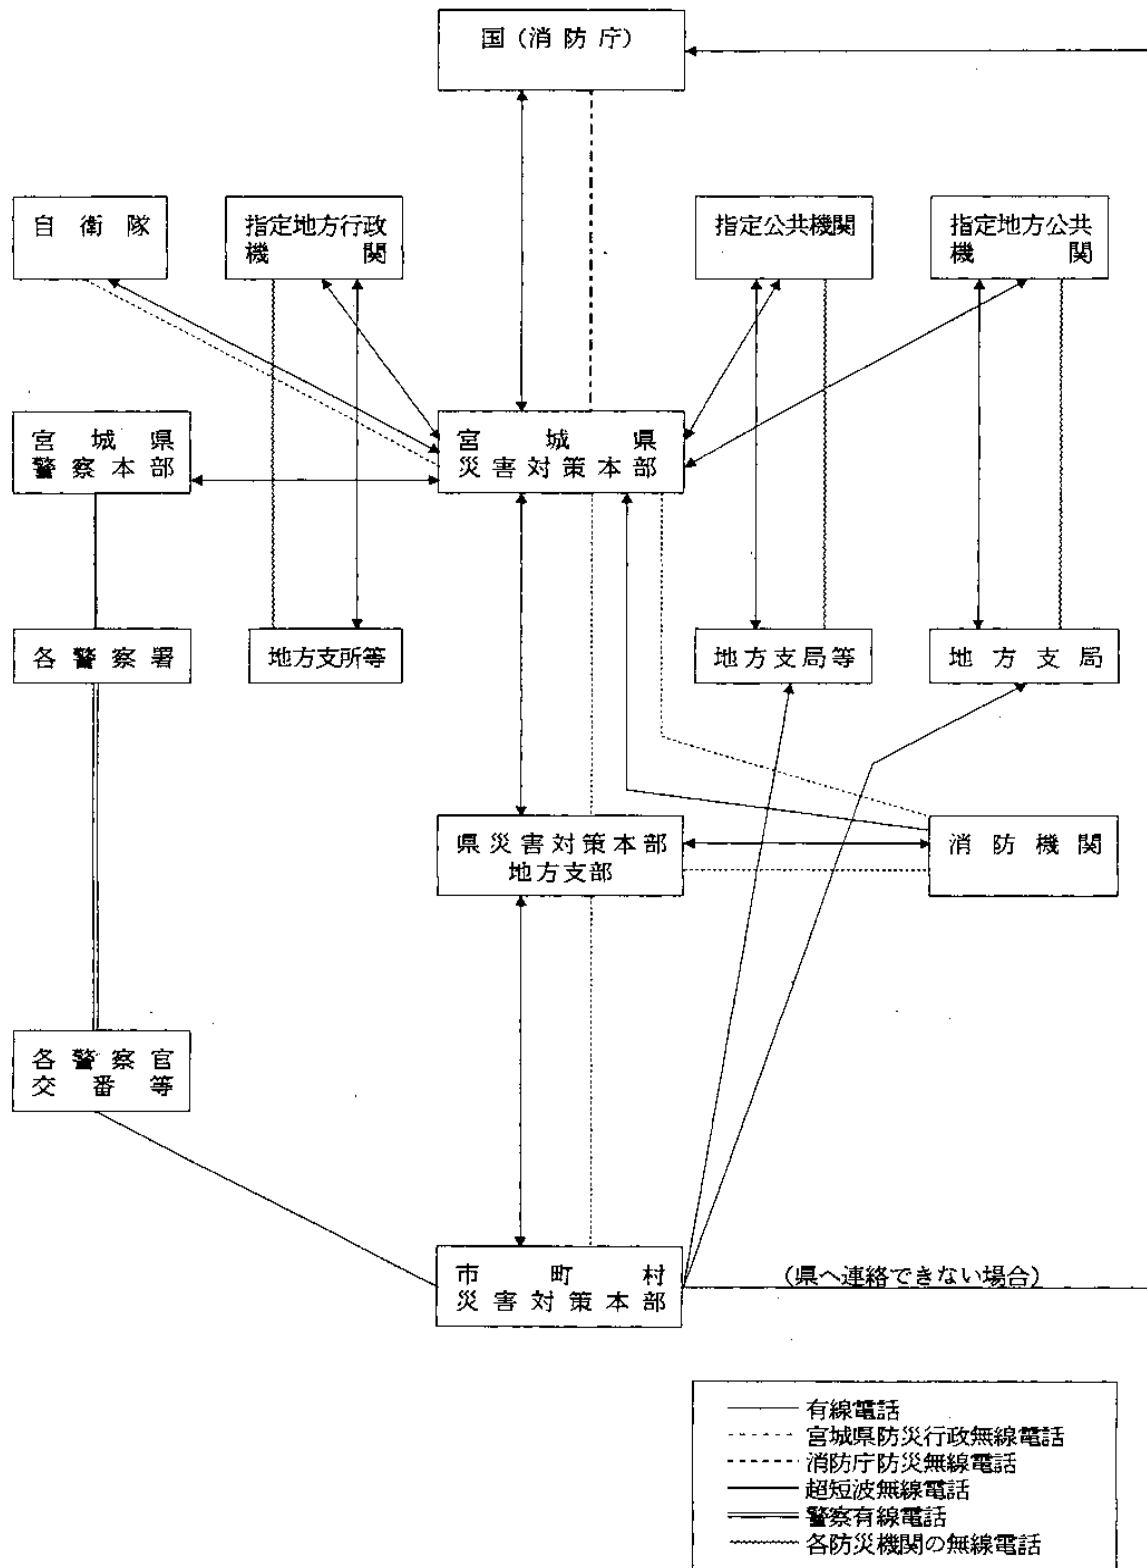 国(消防庁)
自衛隊
指定地方行政
機関
指定公共機関
指定地方公共
機関
宮城県
警察本部
宮城県
災害対策本部
各警察署
地方支所等
地方支局等
地方支局
県災害対策本部
地方支部
消防機関
各警察官
交番等
市町村
災害対策本部
(県へ連絡できない場合)
有線電話
宮城県防災行政無線電話
消防庁防災無線電話
超短波無線電話
警察有線電話
各防災機関の無線電話